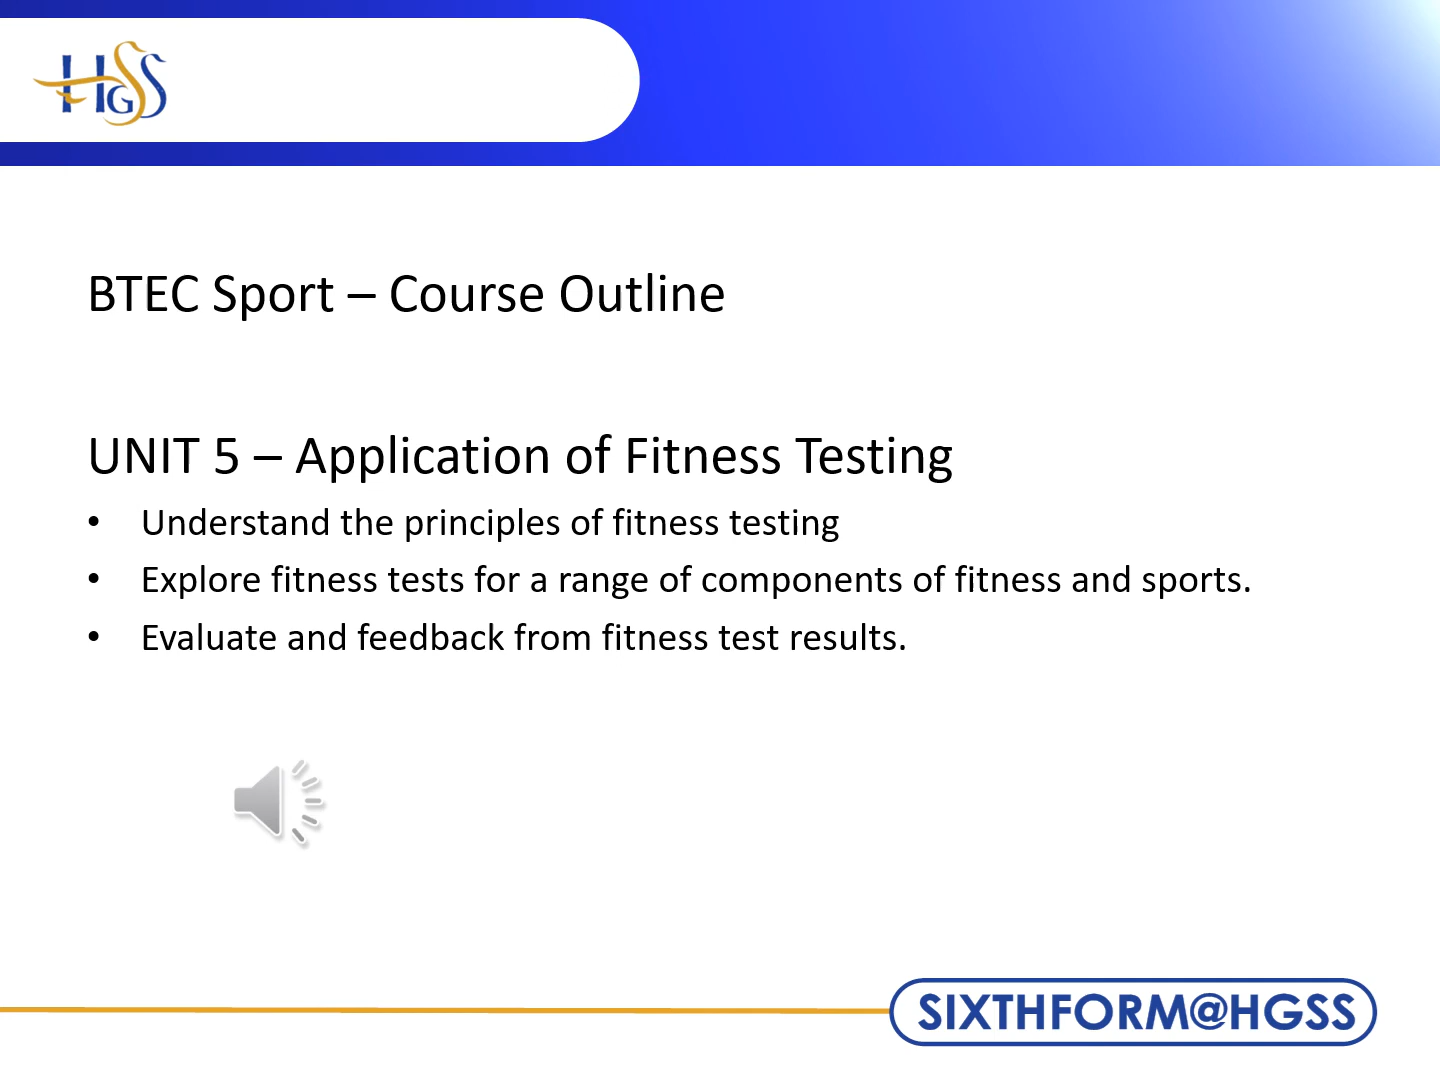 HGSS
BTEC Sport – Course Outline
UNIT 5 – Application of Fitness Testing
• Understand the principles of fitness testing
• Explore fitness tests for a range of components of fitness and sports.
• Evaluate and feedback from fitness test results.
SIXTHFORM@HGSS